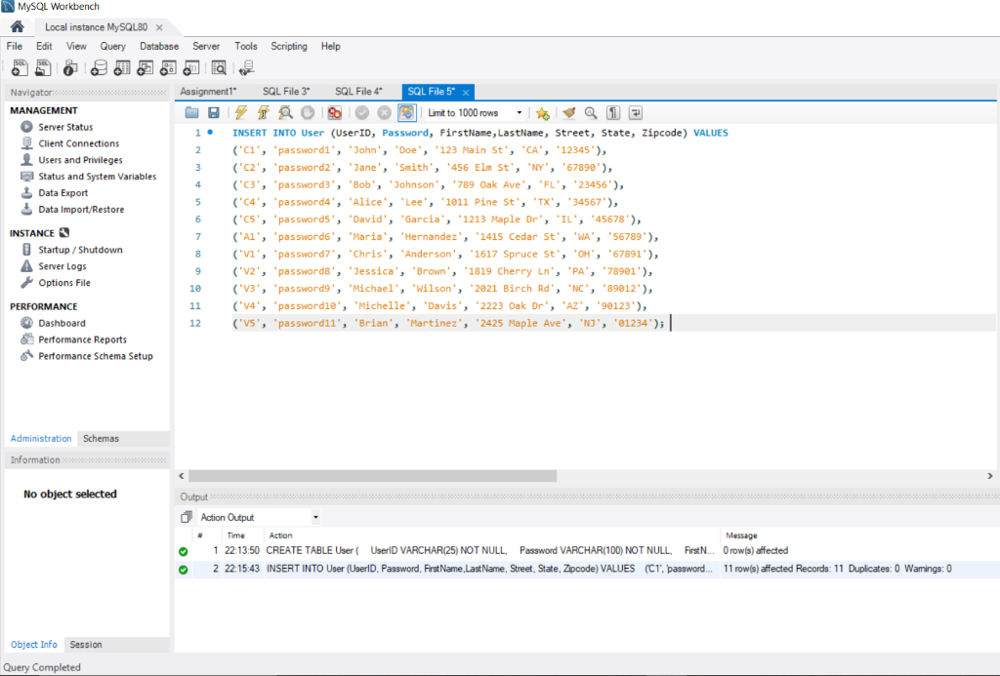 MySQL Workbench
Local instance MySQL80 ×
File Edit View Query Database Server Tools Scripting Help
Navigator
MANAGEMENT
Server Status
Client Connections
Users and Privileges
Status and System Variables
Data Export
Data Import/Restore
INSTANCE
Startup / Shutdown
Server Logs
Options File
PERFORMANCE
Dashboard
Performance Reports
Performance Schema Setup
Administration Schemas
Information
No object selected
Object Info Session
Assignment1* SQL File 3* SQL File 4* SQL File 5* ×
Limit to 1000 rows
1 INSERT INTO User (UserID, Password, FirstName,LastName, Street, State, Zipcode) VALUES
2 ('C1', 'password1', 'John', 'Doe', '123 Main St', 'CA', '12345'),
3 ('C2', 'password2', 'Jane', 'Smith', '456 Elm St', 'NY', '67890'),
4 ('C3', 'password3', 'Bob', 'Johnson', '789 Oak Ave', 'FL', '23456'),
5 ('C4', 'password4', 'Alice', 'Lee', '1011 Pine St', 'TX', '34567'),
6 ('C5', 'password5', 'David', 'Garcia', '1213 Maple Dr', 'IL', '45678'),
7 ('A1', 'password6', 'Maria', 'Hernandez', '1415 Cedar St', 'WA', '56789'),
8 ('V1', 'password7', 'Chris', 'Anderson', '1617 Spruce St', 'OH', '67891'),
9 ('V2', 'password8', 'Jessica', 'Brown', '1819 Cherry Ln', 'PA', '78901'),
10 ('V3', 'password9', 'Michael', 'Wilson', '2021 Birch Rd', 'NC', '89012'),
11 ('V4', 'password10', 'Michelle', 'Davis', '2223 Oak Dr', 'AZ', '90123'),
12 ('V5', 'password11', 'Brian', 'Martinez', '2425 Maple Ave', 'NJ', '01234');
Output
Action Output
# Time Action Message
1 22:13:50 CREATE TABLE User ( UserID VARCHAR(25) NOT NULL, Password VARCHAR(100) NOT NULL, FirstN... 0 row(s) affected
2 22:15:43 INSERT INTO User (UserID, Password, FirstName,LastName, Street, State, Zipcode) VALUES ('C1', 'password... 11 row(s) affected Records: 11 Duplicates: 0 Warnings: 0
Query Completed